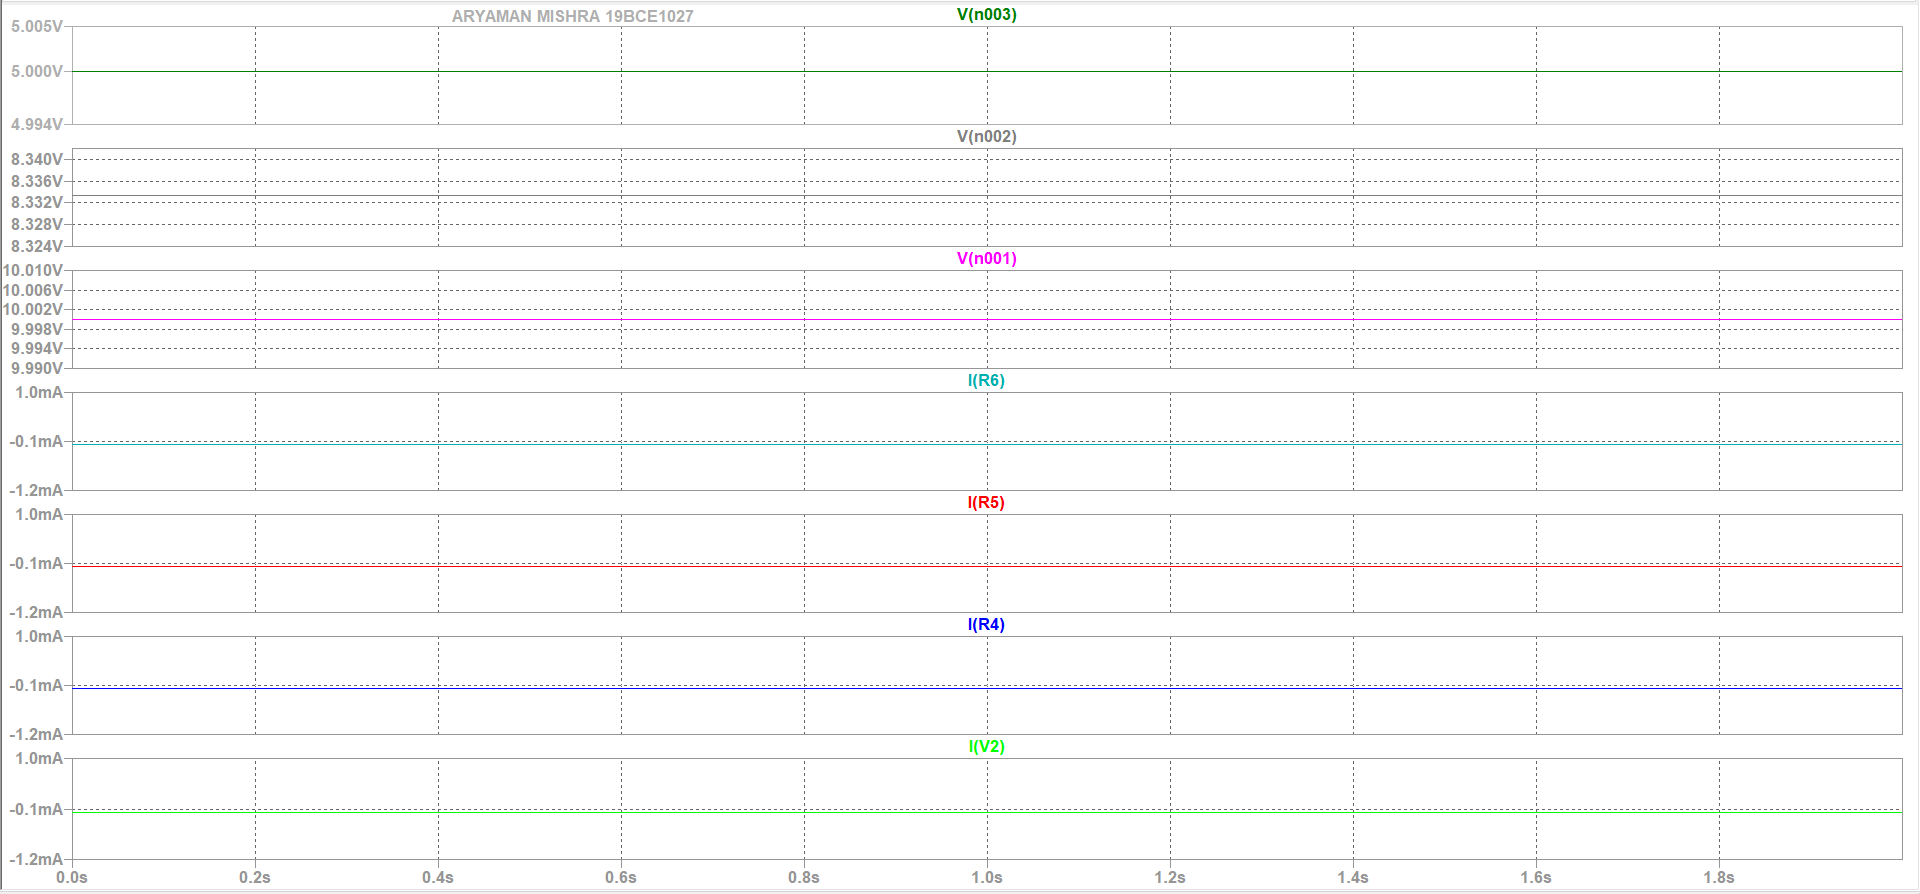 ARYAMAN MISHRA 19BCE1027
V(n003)
5.005V
5.000V
4.994V
V(n002)
8.340V
8.336V
8.332V
8.328V
8.324V
V(n001)
10.010V
10.006V
10.002V
9.998V
9.994V
9.990V
I(R6)
1.0mA
-0.1mA
-1.2mA
I(R5)
1.0mA
-0.1mA
-1.2mA
I(R4)
1.0mA
-0.1mA
-1.2mA
I(V2)
1.0mA
-0.1mA
-1.2mA
0.0s 0.2s 0.4s 0.6s 0.8s 1.0s 1.2s 1.4s 1.6s 1.8s